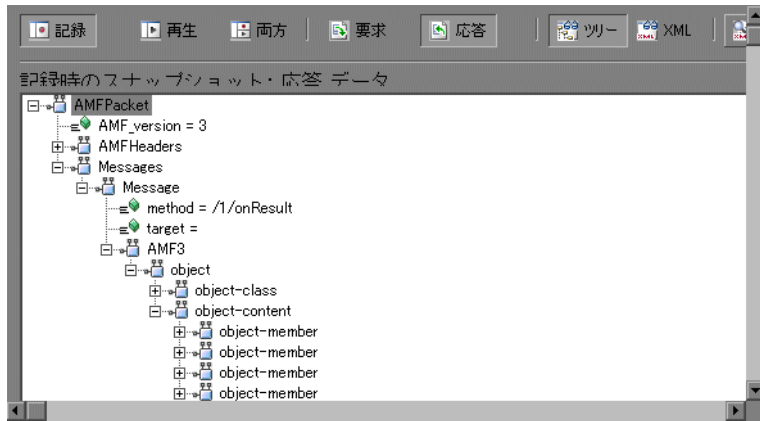 記録 再生 両方 要求 応答 ツリー XML
記録時のスナップショット・応答 データ
AMFPacket
AMF_version = 3
AMFHeaders
Messages
Message
method = /1/onResult
target =
AMF3
object
object-class
object-content
object-member
object-member
object-member
object-member